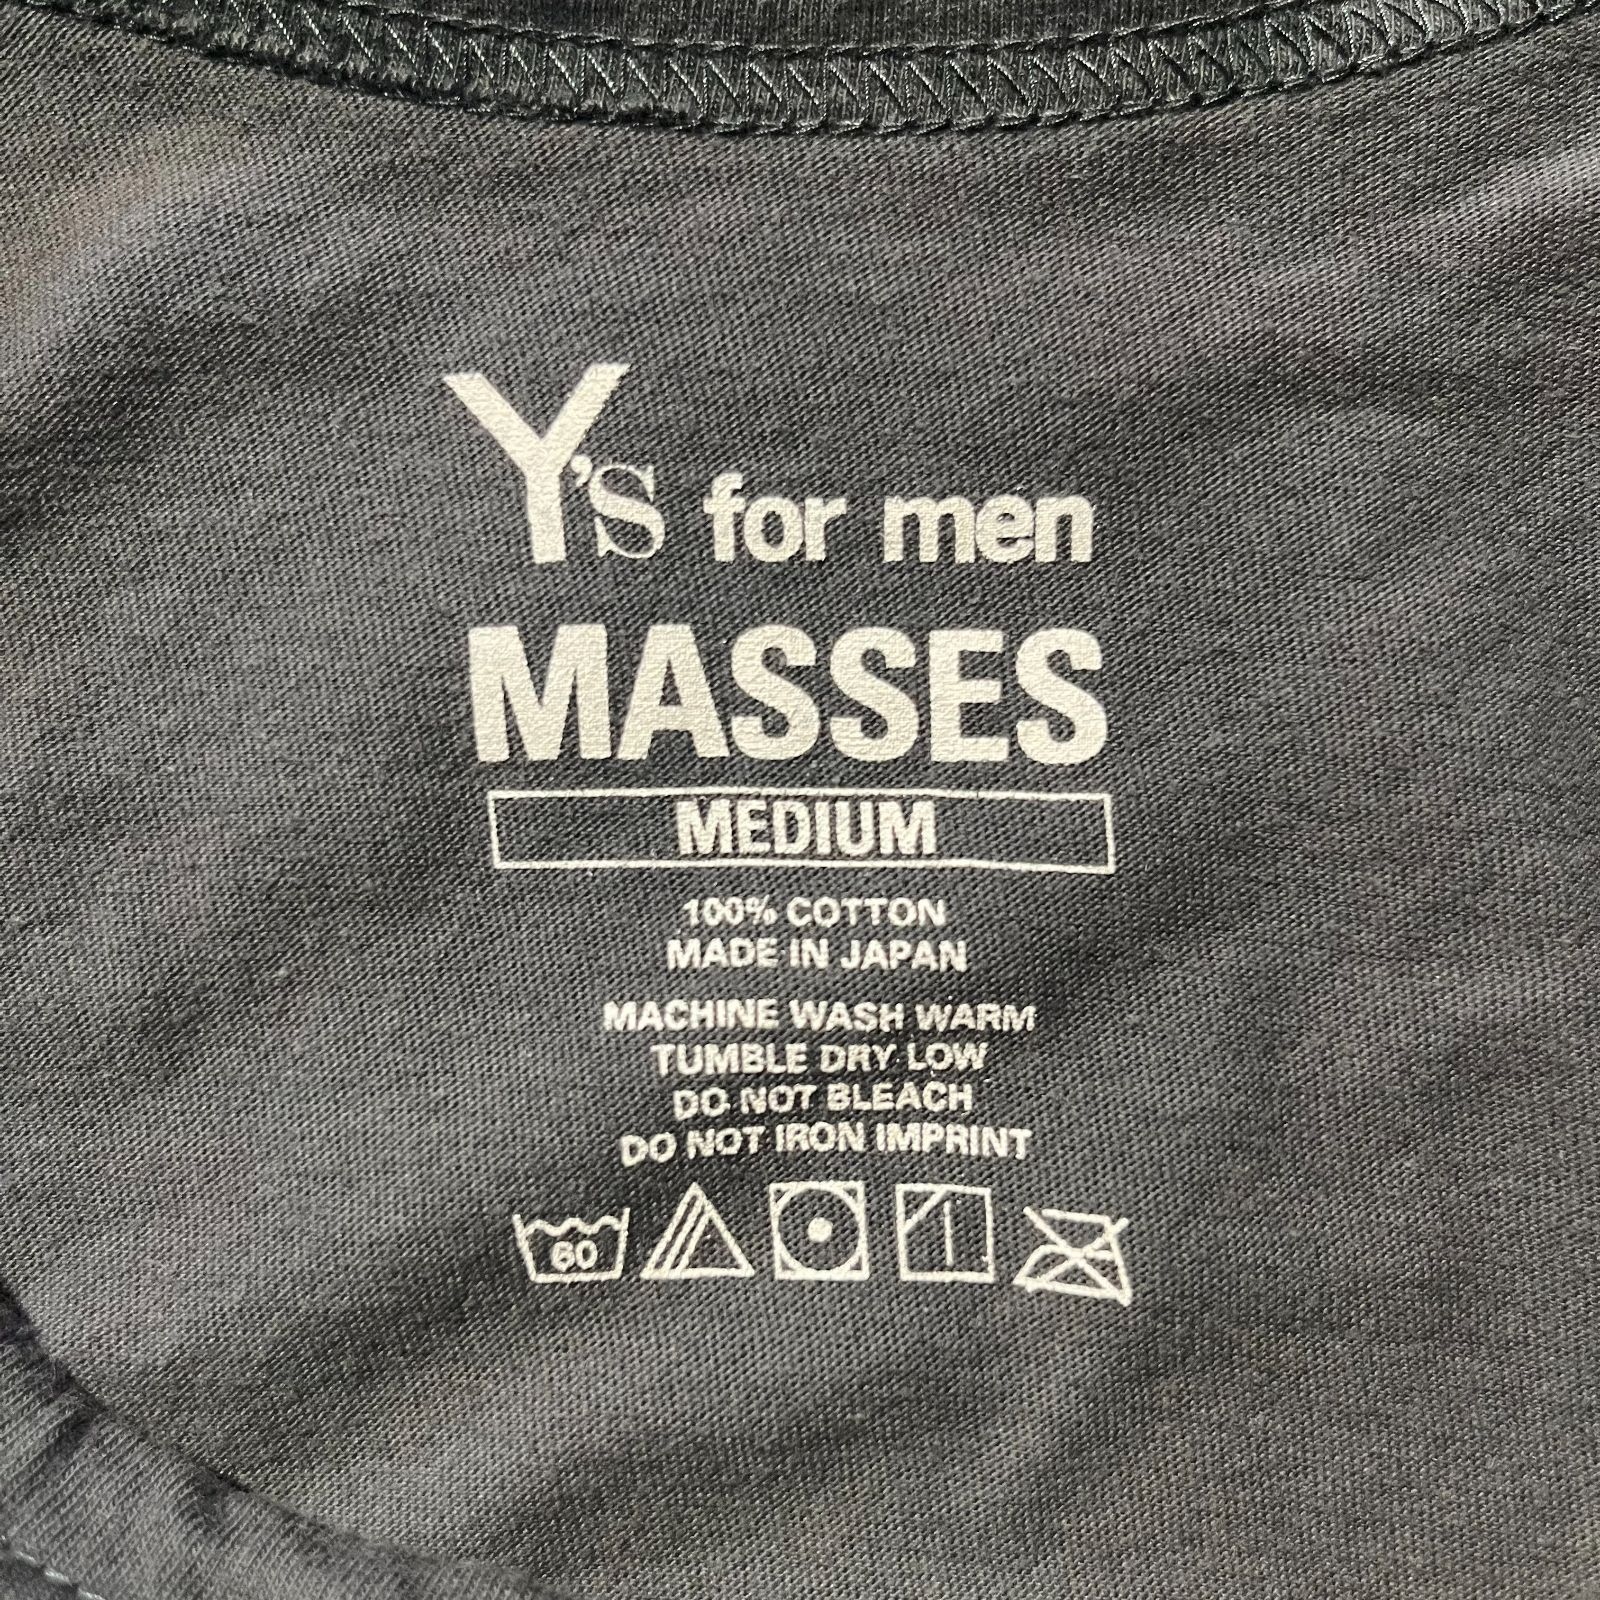 Y's for men
MASSES
MEDIUM
100% COTTON
MADE IN JAPAN
MACHINE WASH WARM
TUMBLE DRY LOW
DO NOT BLEACH
DO NOT IRON IMPRINT
60